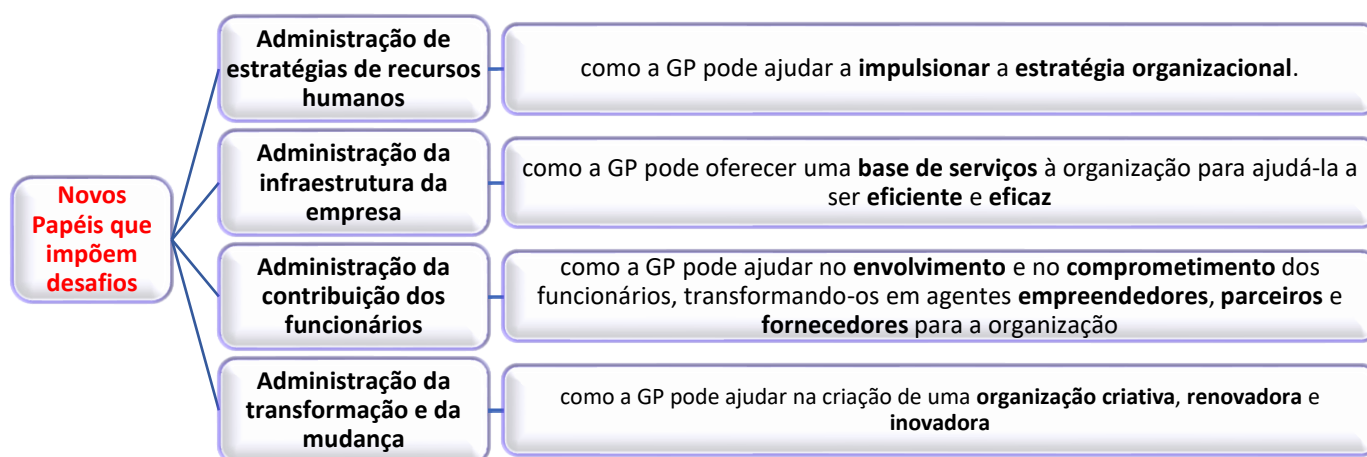 Novos
Papéis que
impõem
desafios
Administração de
estratégias de recursos
humanos
como a GP pode ajudar a impulsionar a estratégia organizacional.
Administração da
infraestrutura da
empresa
como a GP pode oferecer uma base de serviços à organização para ajudá-la a
ser eficiente e eficaz
Administração da
contribuição dos
funcionários
como a GP pode ajudar no envolvimento e no comprometimento dos
funcionários, transformando-os em agentes empreendedores, parceiros e
fornecedores para a organização
Administração da
transformação e da
mudança
como a GP pode ajudar na criação de uma organização criativa, renovadora e
inovadora